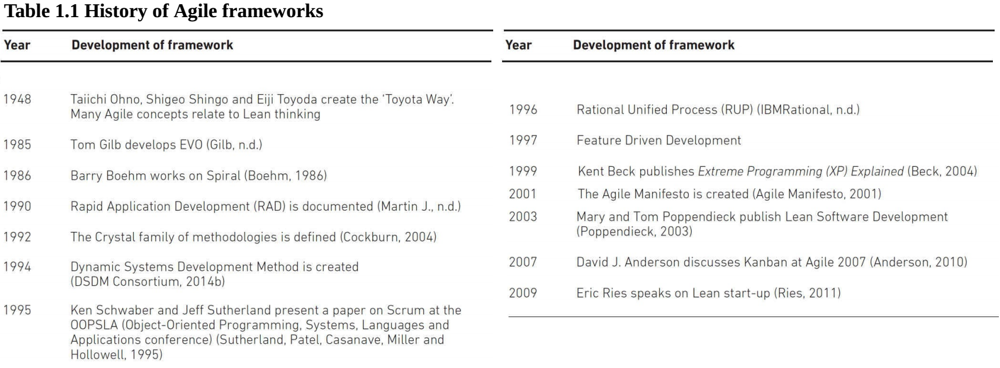 Table 1.1 History of Agile frameworks
Year Development of framework
1948 Taiichi Ohno, Shigeo Shingo and Eiji Toyoda create the ‘Toyota Way’.
Many Agile concepts relate to Lean thinking
1985 Tom Gilb develops EVO (Gilb, n.d.)
1986 Barry Boehm works on Spiral (Boehm, 1986)
1990 Rapid Application Development (RAD) is documented (Martin J., n.d.)
1992 The Crystal family of methodologies is defined (Cockburn, 2004)
1994 Dynamic Systems Development Method is created
(DSDM Consortium, 2014b)
1995 Ken Schwaber and Jeff Sutherland present a paper on Scrum at the
OOPSLA (Object-Oriented Programming, Systems, Languages and
Applications conference) (Sutherland, Patel, Casanave, Miller and
Hollowell, 1995)
Year Development of framework
1996 Rational Unified Process (RUP) (IBMRational, n.d.)
1997 Feature Driven Development
1999 Kent Beck publishes Extreme Programming (XP) Explained (Beck, 2004)
2001 The Agile Manifesto is created (Agile Manifesto, 2001)
2003 Mary and Tom Poppendieck publish Lean Software Development
(Poppendieck, 2003)
2007 David J. Anderson discusses Kanban at Agile 2007 (Anderson, 2010)
2009 Eric Ries speaks on Lean start-up (Ries, 2011)